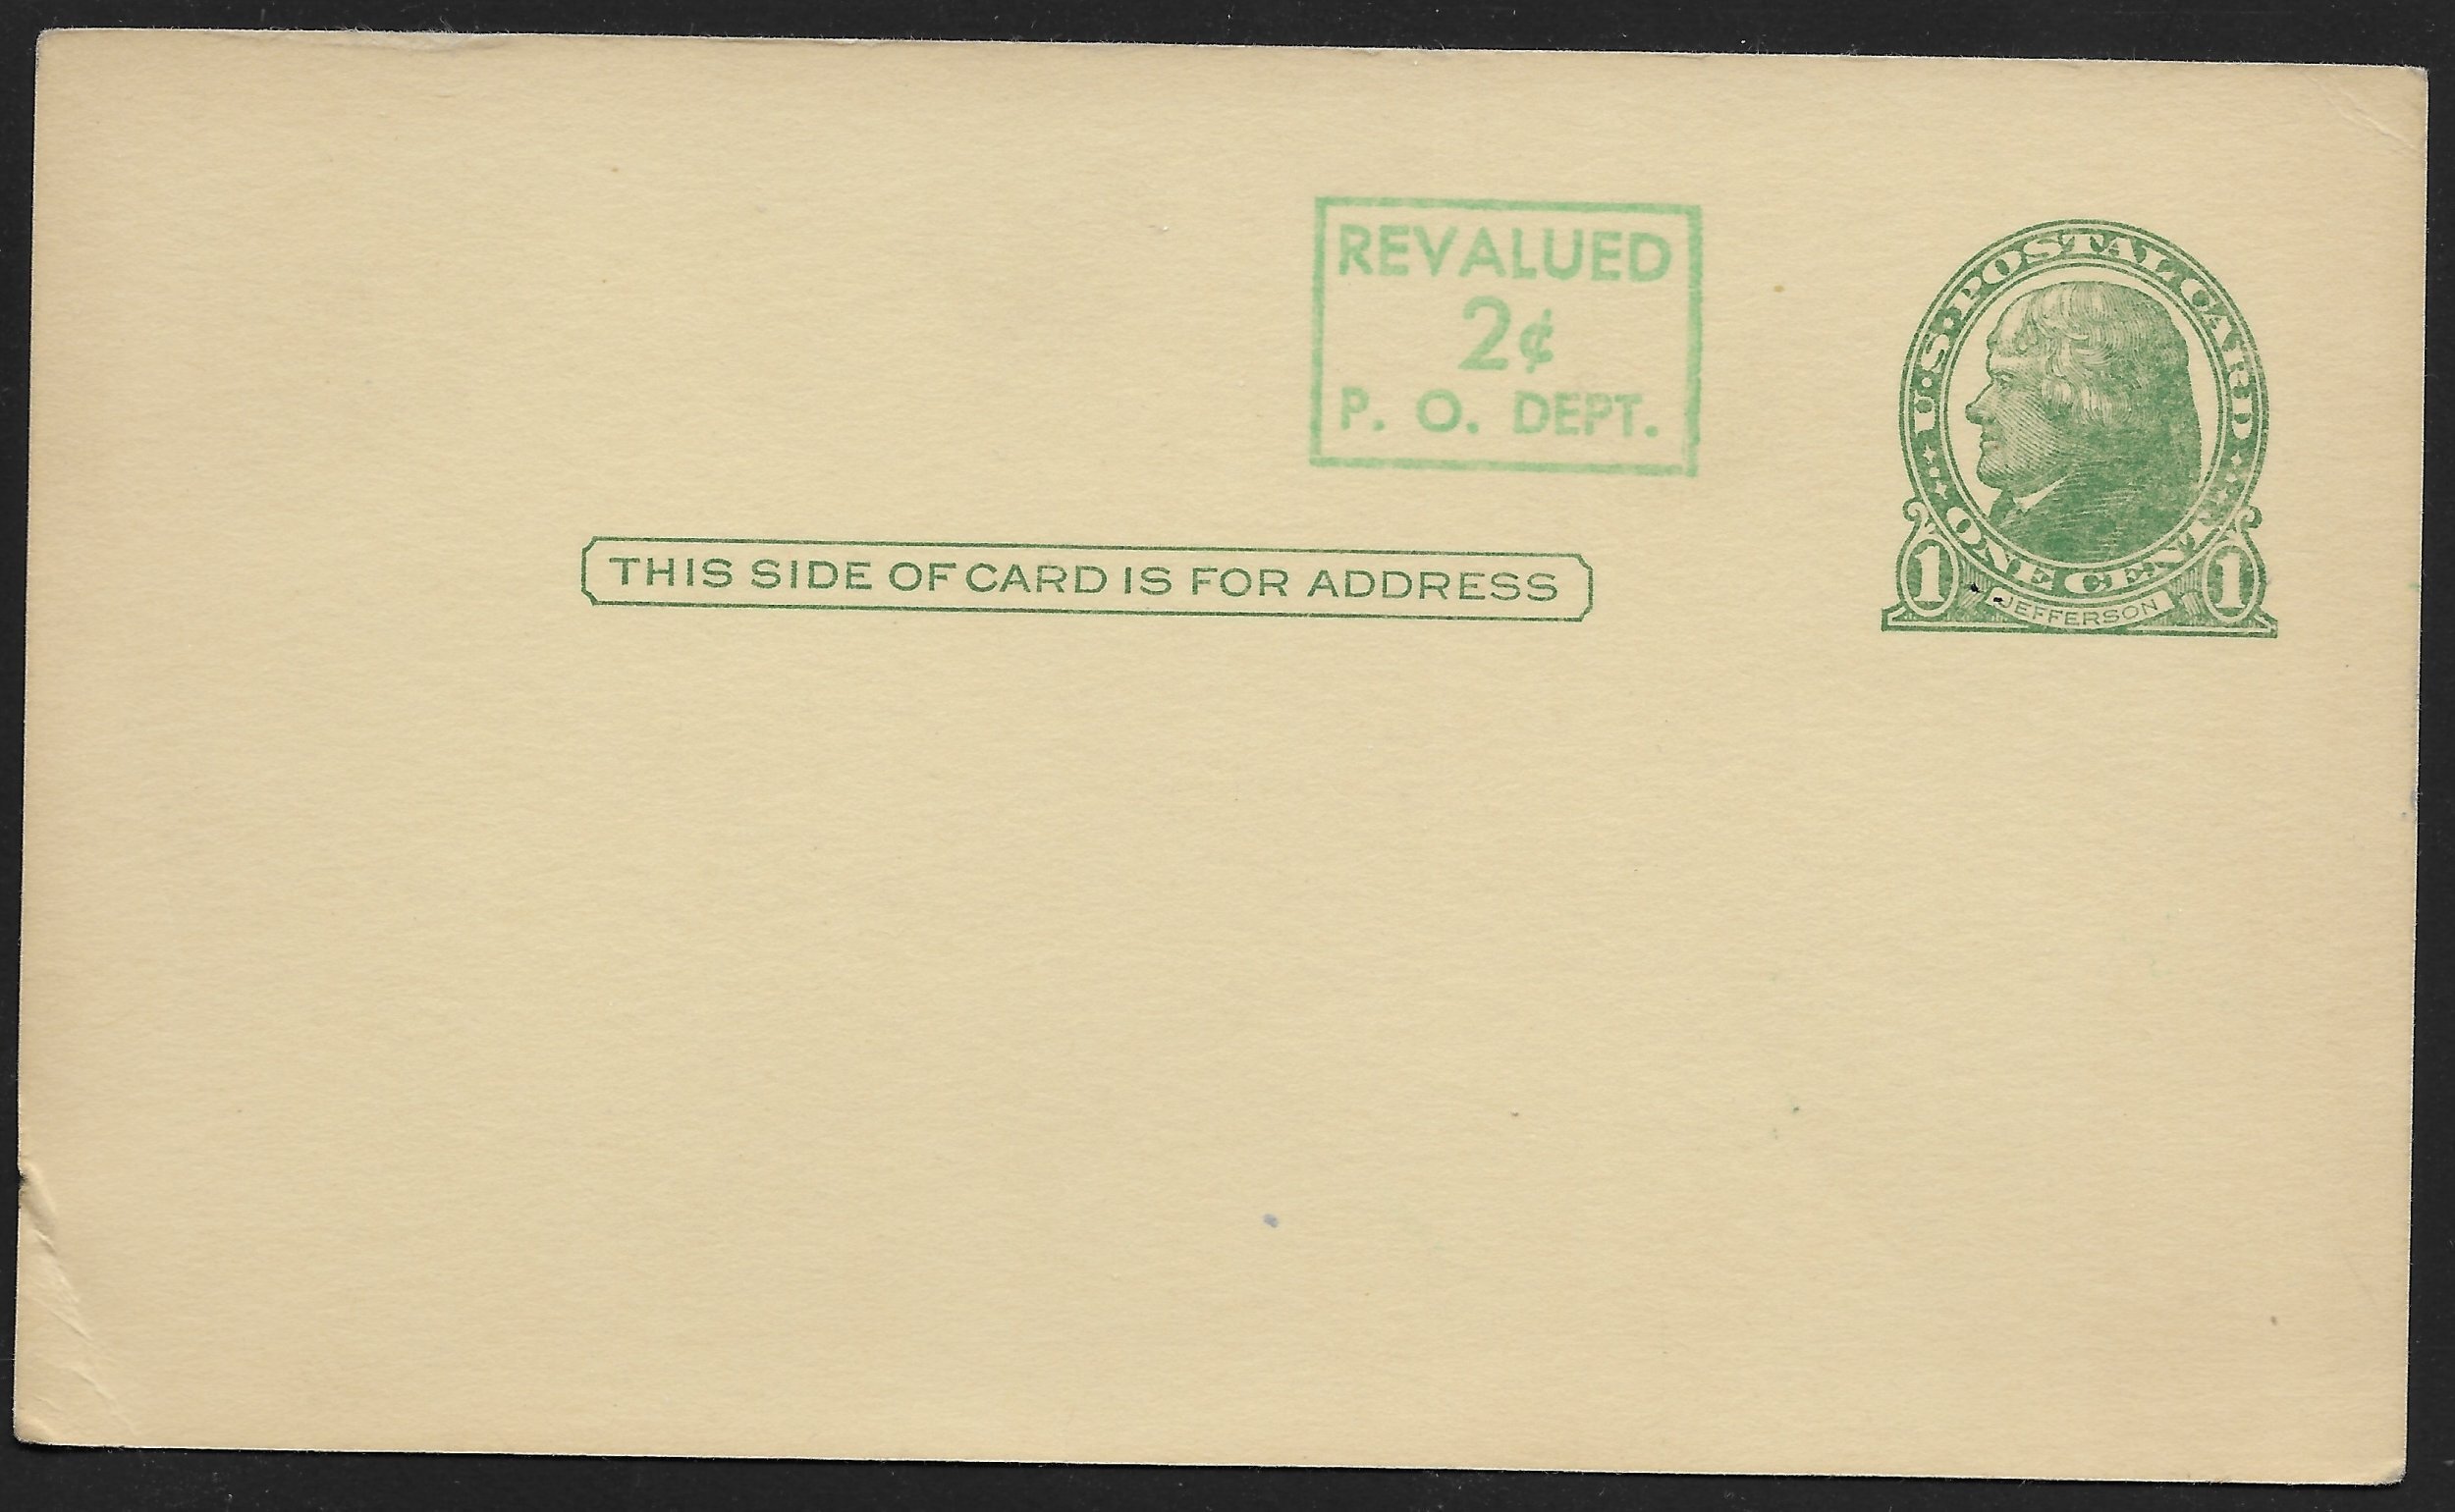 REVALUED
2¢
P. O. DEPT.
U·S·POSTAL CARD
ONE CENT
1 JEFFERSON 1
THIS SIDE OF CARD IS FOR ADDRESS